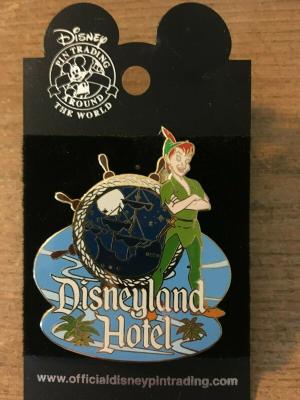 Disney
PIN TRADING
AROUND
THE WORLD
Disneyland
Hotel
www.officialdisneypintrading.com